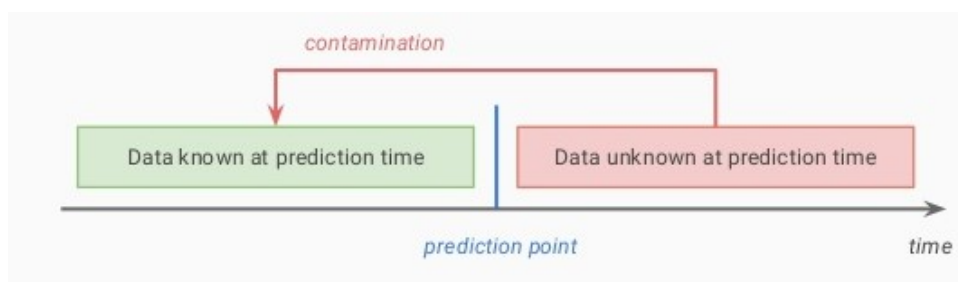 contamination
Data known at prediction time
Data unknown at prediction time
prediction point
time